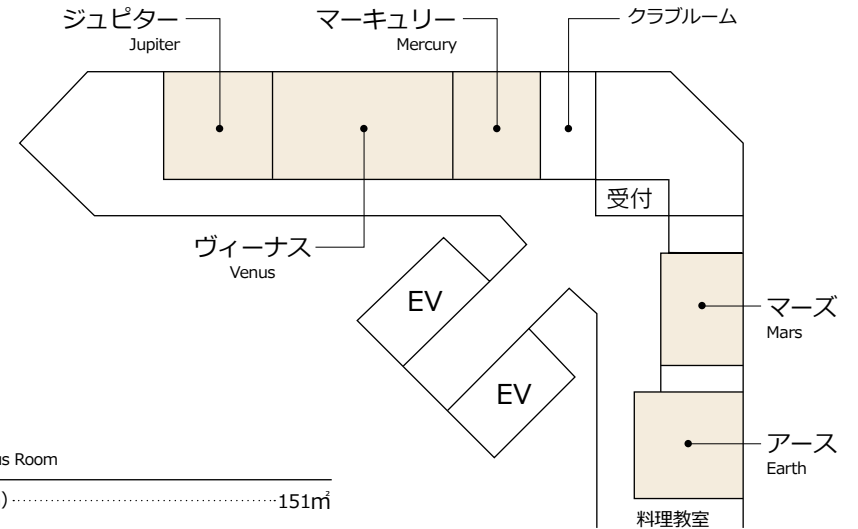 ジュピター
Jupiter
マーキュリー
Mercury
クラブルーム
受付
ヴィーナス
Venus
EV
マーズ
Mars
EV
アース
Earth
料理教室
Room
151㎡